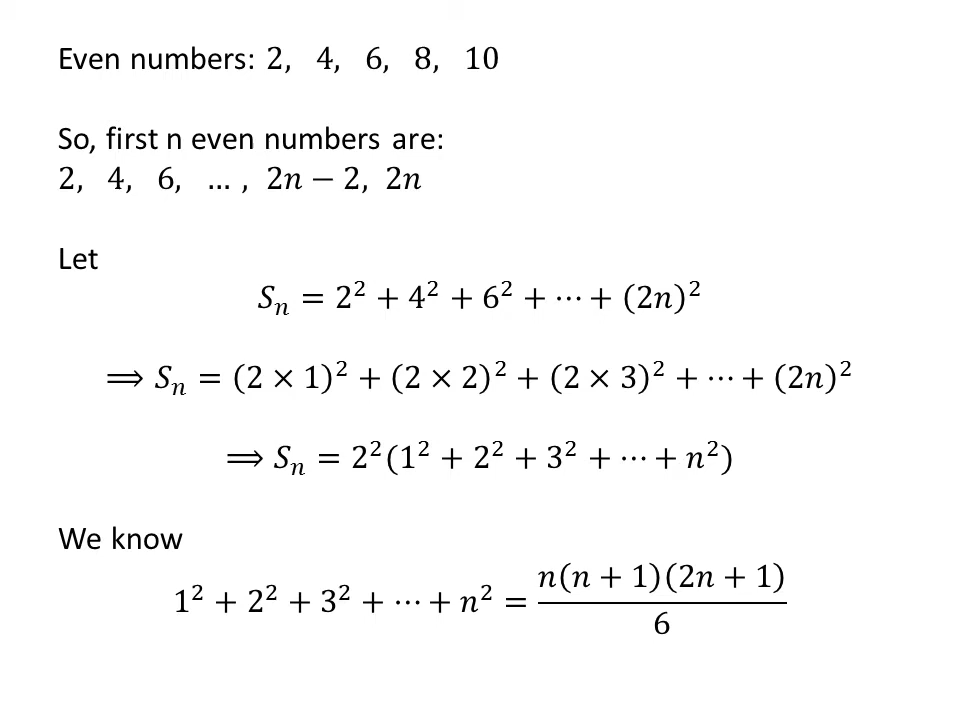 Even numbers: 2, 4, 6, 8, 10
So, first n even numbers are:
2, 4, 6, … , 2𝑛 − 2, 2𝑛
Let
𝑆ₙ = 2² + 4² + 6² + ⋯ + (2𝑛)²
⟹ 𝑆ₙ = (2 × 1)² + (2 × 2)² + (2 × 3)² + ⋯ + (2𝑛)²
⟹ 𝑆ₙ = 2²(1² + 2² + 3² + ⋯ + 𝑛²)
We know
1² + 2² + 3² + ⋯ + 𝑛² = 𝑛(𝑛 + 1)(2𝑛 + 1) / 6